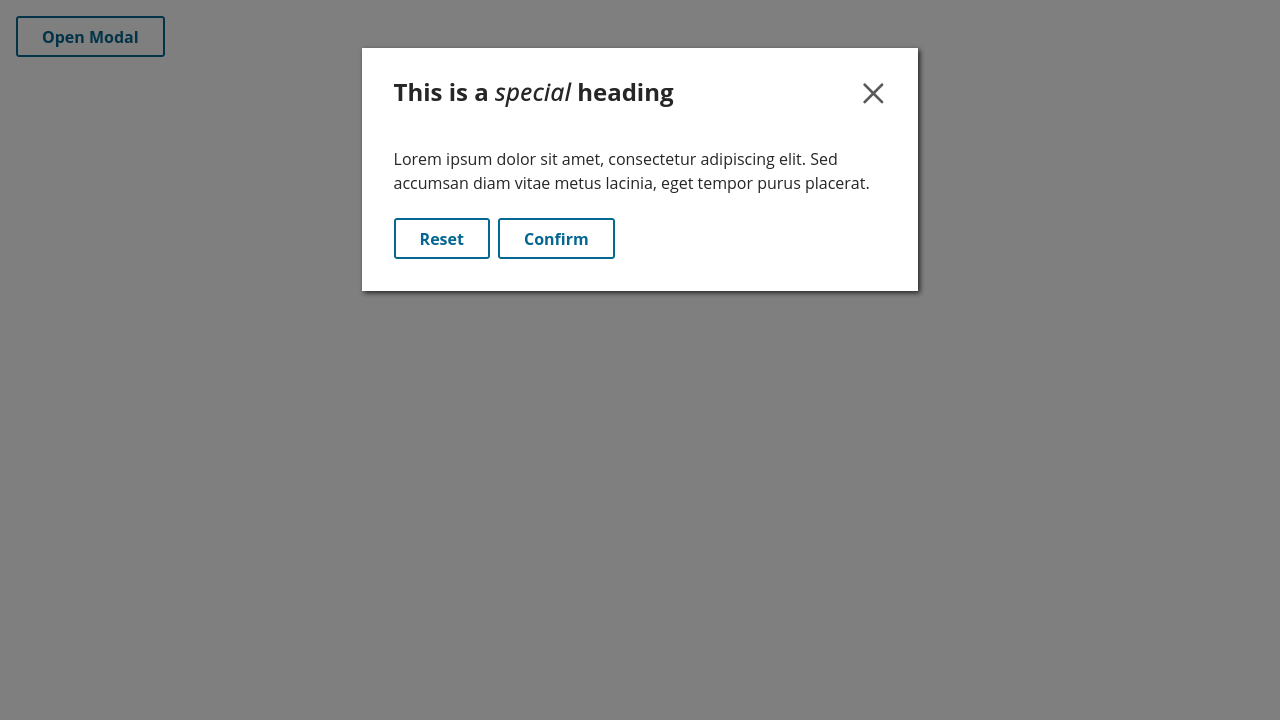 Open Modal
This is a special heading
Lorem ipsum dolor sit amet, consectetur adipiscing elit. Sed
accumsan diam vitae metus lacinia, eget tempor purus placerat.
Reset Confirm